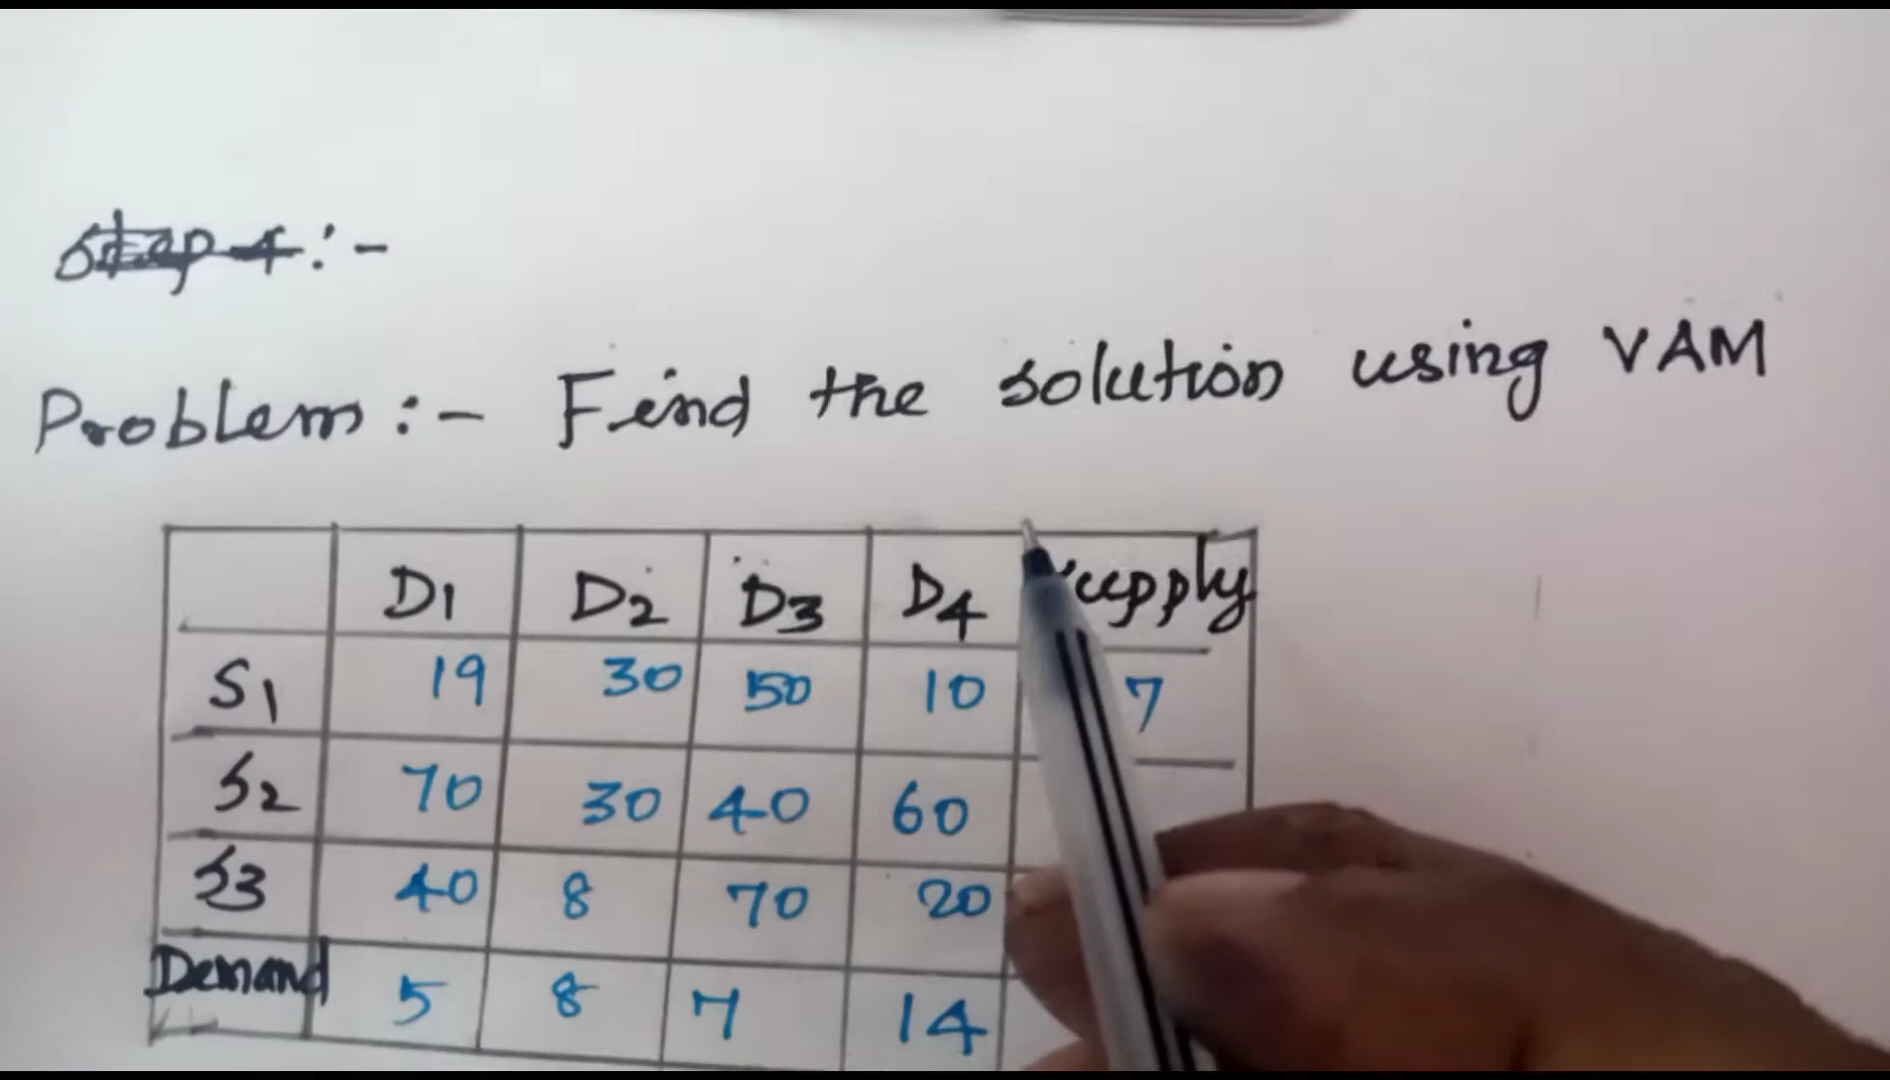 Step 4:-
Problem:- Find the solution using VAM
D1 D2 D3 D4 supply
S1 19 30 50 10 7
S2 70 30 40 60
S3 40 8 70 20
Demand 5 8 7 14